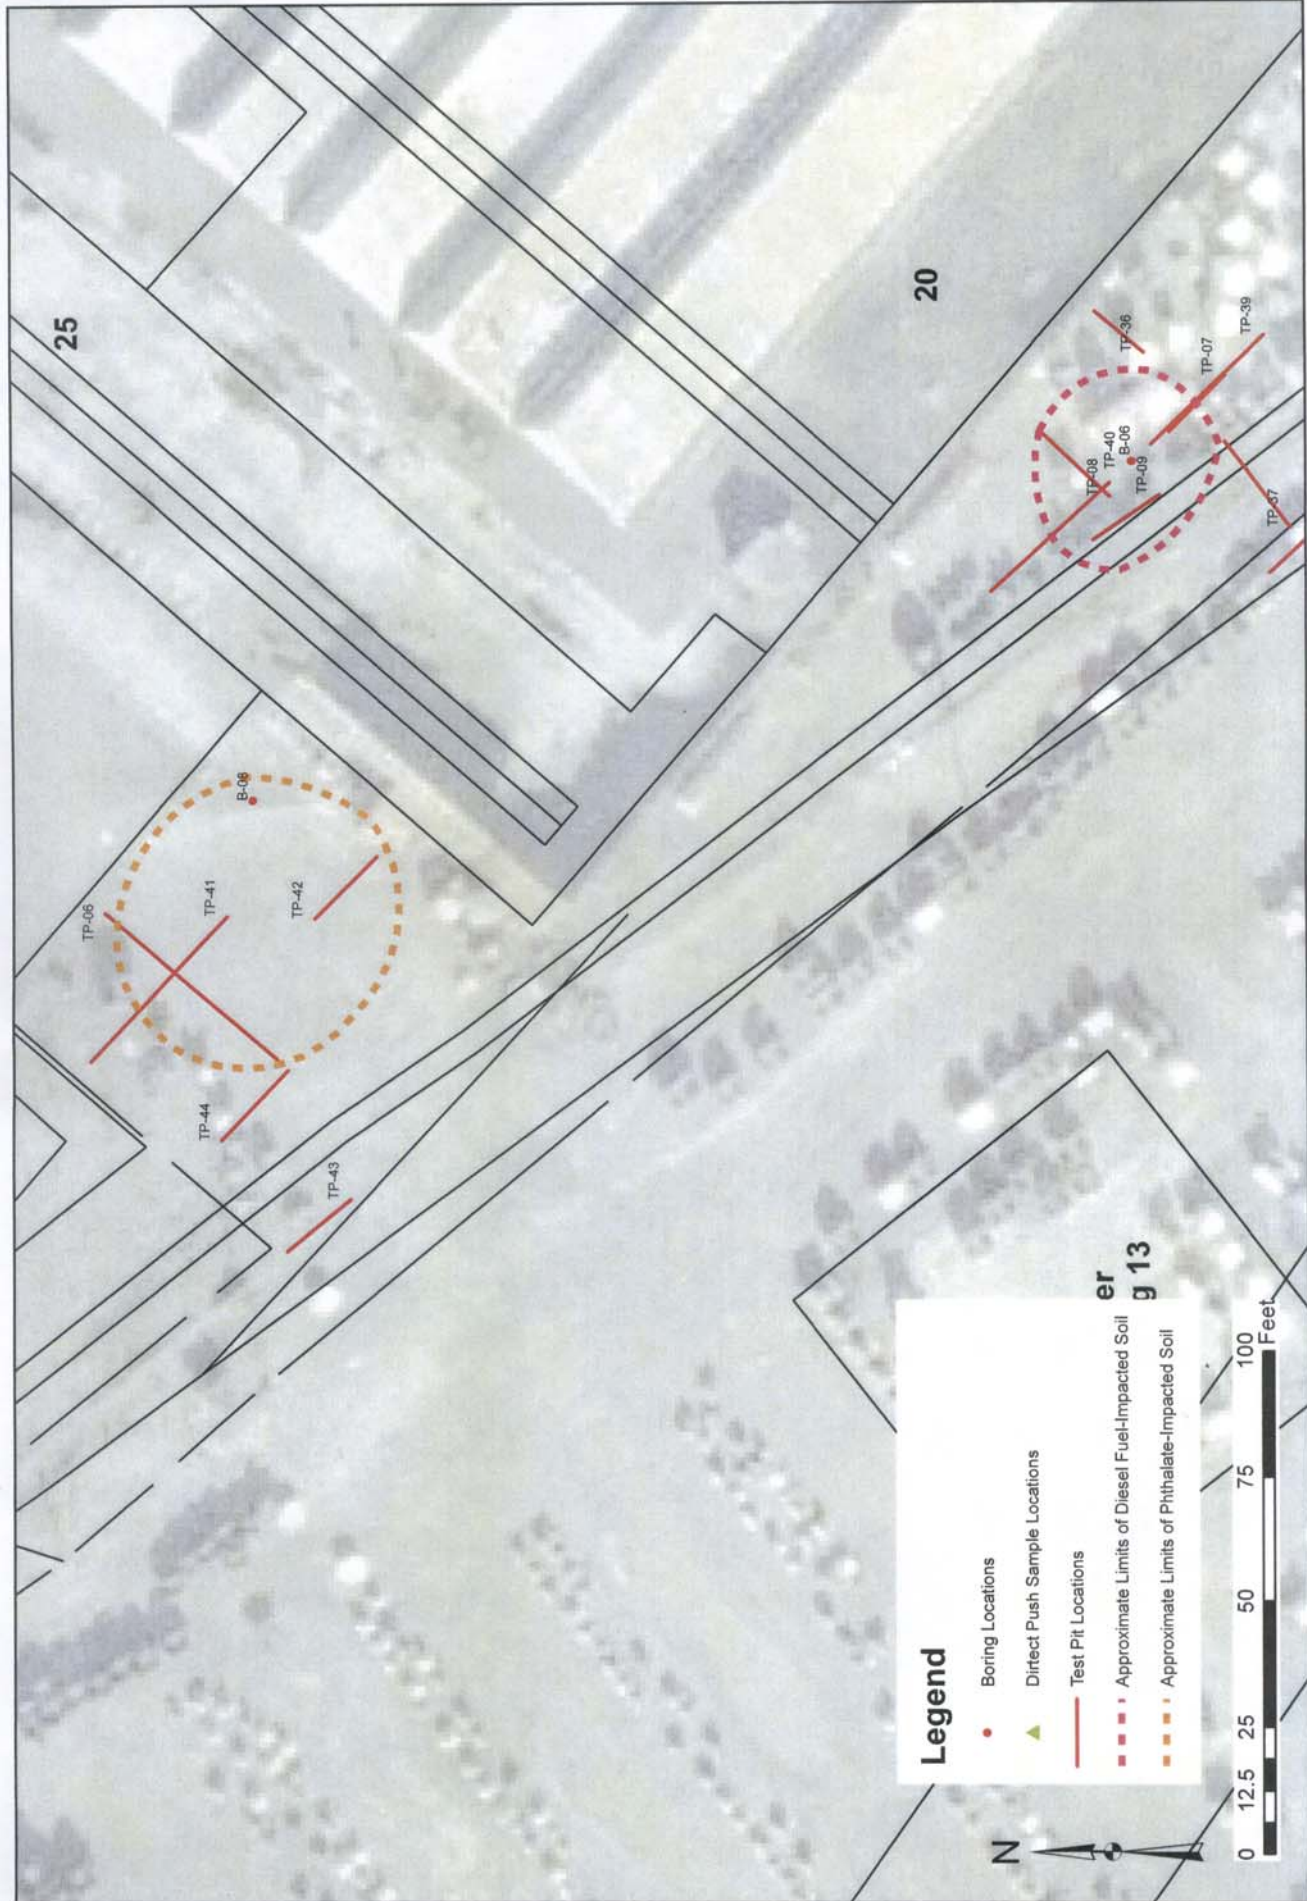 25
TP-06
B-08
TP-41
TP-42
TP-44
TP-43
20
TP-36
TP-08
TP-40
B-06
TP-09
TP-07
TP-39
TP-37
er
g 13
Legend
Boring Locations
Dirtect Push Sample Locations
Test Pit Locations
Approximate Limits of Diesel Fuel-Impacted Soil
Approximate Limits of Phthalate-Impacted Soil
N
0 12.5 25 50 75 100
Feet